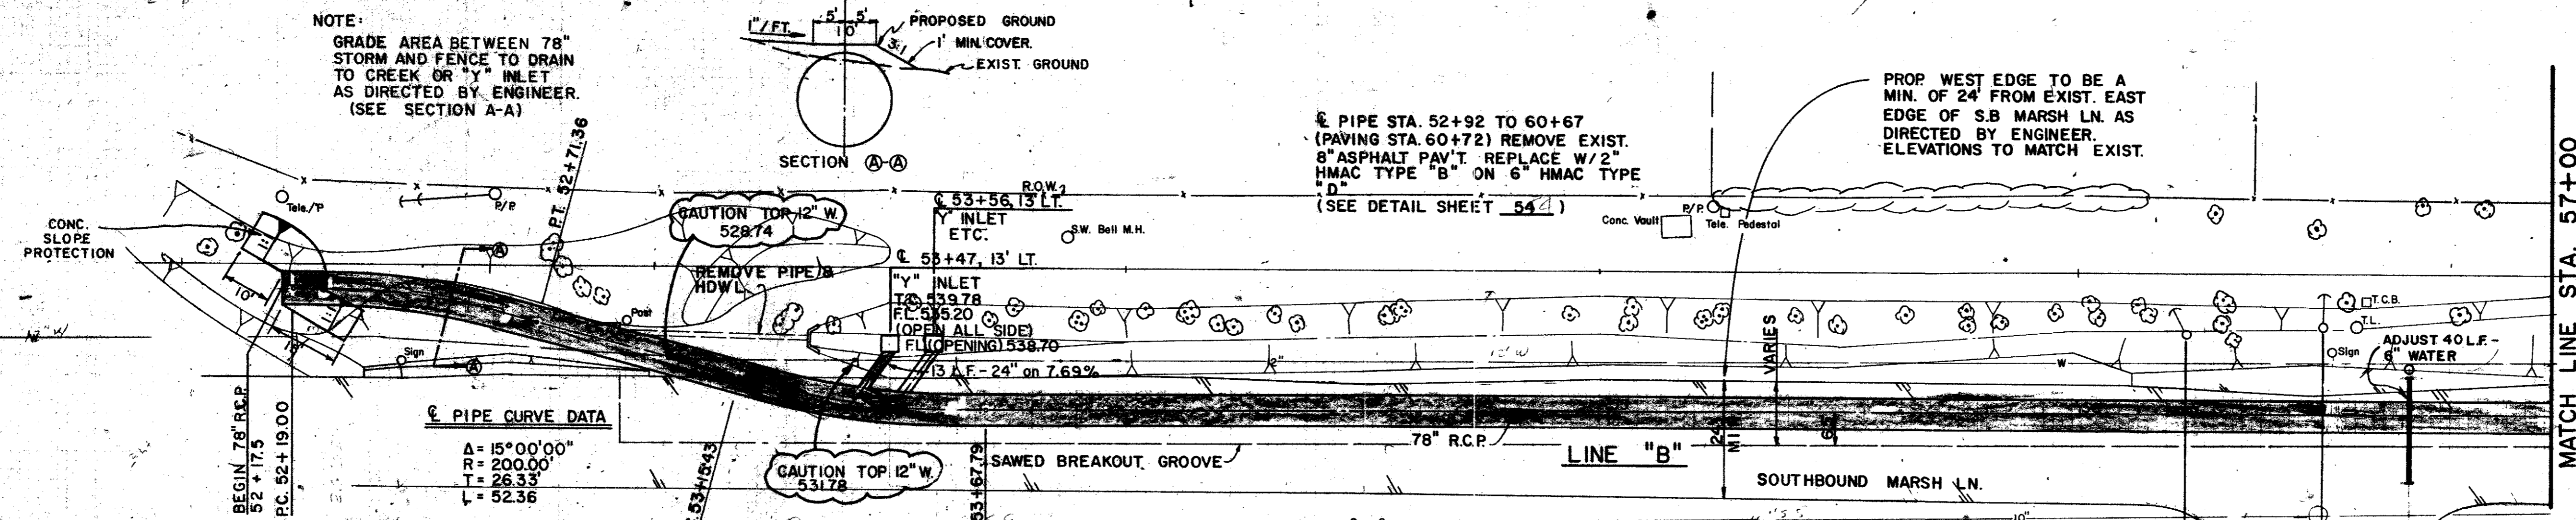 NOTE:
GRADE AREA BETWEEN 78"
STORM AND FENCE TO DRAIN
TO CREEK OR "Y" INLET
AS DIRECTED BY ENGINEER.
(SEE SECTION A-A)
1"/FT.
5' 5'
10'
3:1
PROPOSED GROUND
1' MIN. COVER.
EXIST. GROUND
SECTION A-A
℄ PIPE STA. 52+92 TO 60+67
(PAVING STA. 60+72) REMOVE EXIST.
8" ASPHALT PAV'T. REPLACE W/2"
HMAC TYPE "B" ON 6" HMAC TYPE
"D"
(SEE DETAIL SHEET 54)
PROP. WEST EDGE TO BE A
MIN. OF 24' FROM EXIST. EAST
EDGE OF S.B MARSH LN. AS
DIRECTED BY ENGINEER.
ELEVATIONS TO MATCH EXIST.
MATCH LINE STA. 57+00
CONC.
SLOPE
PROTECTION
Tele./P
P/P
P.T. 52+71.36
CAUTION TOP 12" W.
528.74
R.O.W.
℄ 53+56, 13' LT.
"Y" INLET
ETC.
S.W. Bell M.H.
Conc. Vault
P/P
Tele. Pedestal
℄ 53+47, 13' LT.
REMOVE PIPE &
HDWL
"Y" INLET
T.C. 539.78
F.L. 535.20
(OPEN ALL SIDE)
FL (OPENING) 538.70
13 L.F.- 24" on 7.69%
A
A
10'
Post
Sign
12" W
W
VARIES
T.C.B.
T.L.
Sign
ADJUST 40 L.F.-
6" WATER
BEGIN 78" R.C.P.
52 + 17.5
P.C. 52+19.00
℄ PIPE CURVE DATA
Δ = 15°00'00"
R = 200.00'
T = 26.33'
L = 52.36
53+15.43
CAUTION TOP 12" W.
531.78
53+67.79
SAWED BREAKOUT GROOVE
78" R.C.P.
LINE "B"
24'
MIN
6.5'
SOUTHBOUND MARSH LN.
10"